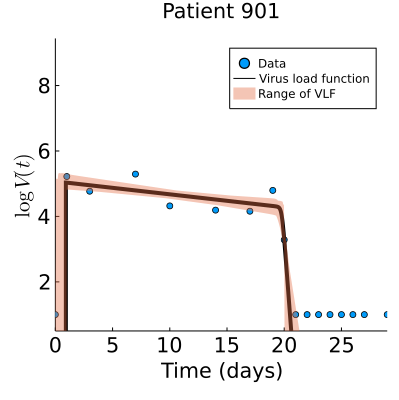 Patient 901
Data
Virus load function
Range of VLF
log V(t)
8
6
4
2
0 5 10 15 20 25
Time (days)